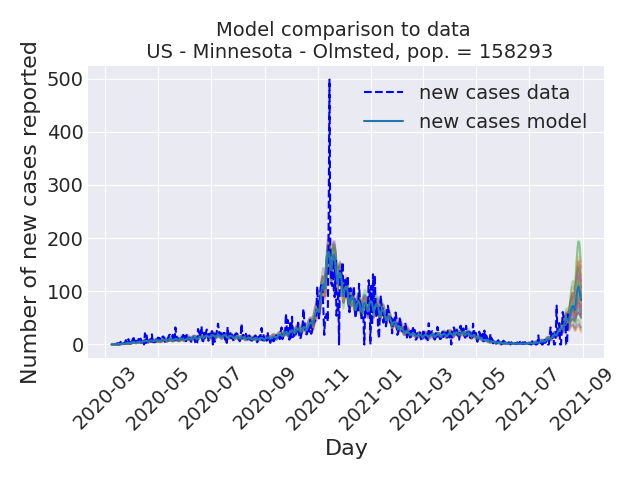 Model comparison to data
US - Minnesota - Olmsted, pop. = 158293
Number of new cases reported
500
400
300
200
100
0
new cases data
new cases model
2020-03
2020-05
2020-07
2020-09
2020-11
2021-01
2021-03
2021-05
2021-07
2021-09
Day